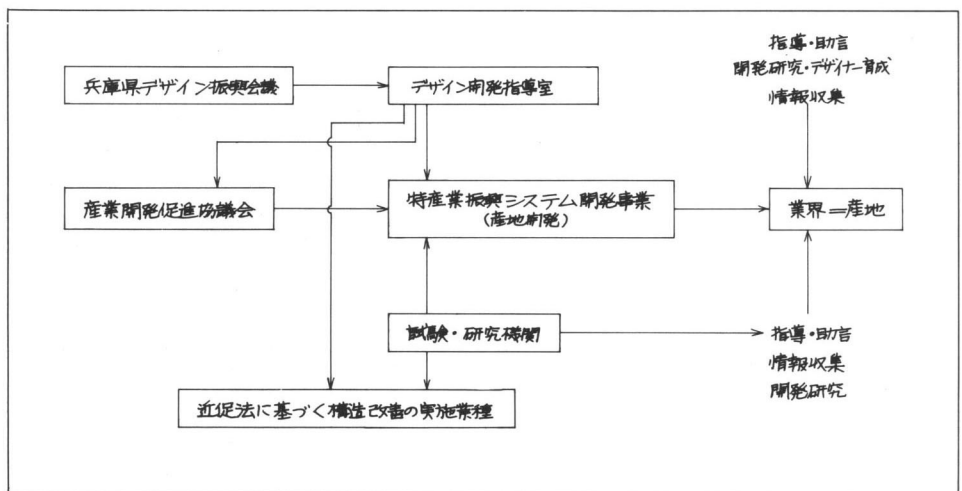 指導・助言
開発研究・デザイナー育成
情報収集
兵庫県デザイン振興会議
デザイン開発指導室
産業開発促進協議会
特産業振興システム開発事業
(産地開発)
業界=産地
試験・研究機関
指導・助言
情報収集
開発研究
近促法に基づく構造改善の実施業種